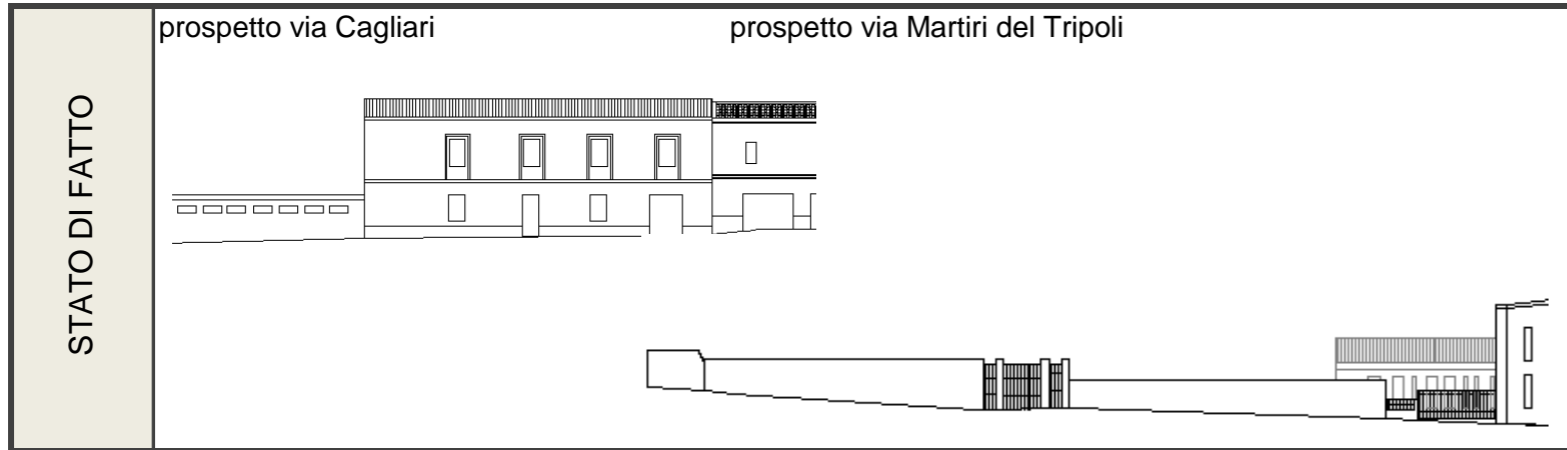 STATO DI FATTO
prospetto via Cagliari
prospetto via Martiri del Tripoli